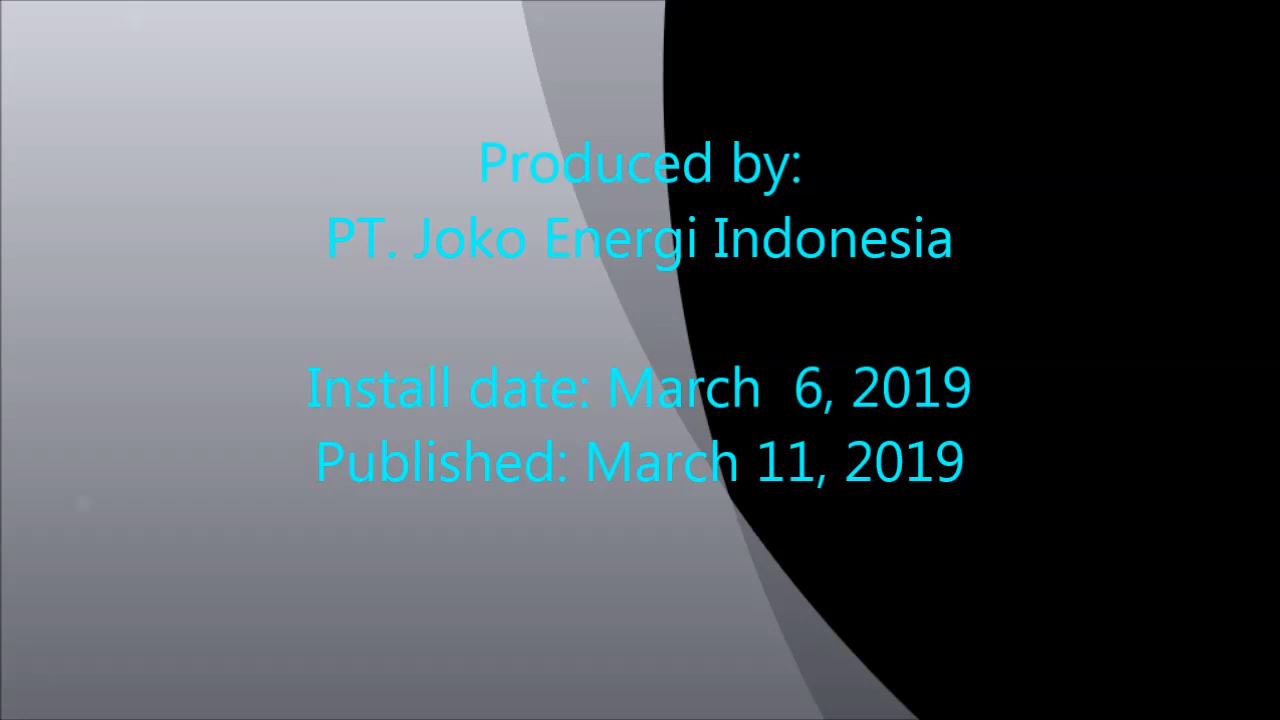 Produced by:
PT. Joko Energi Indonesia
Install date: March  6, 2019
Published: March 11, 2019